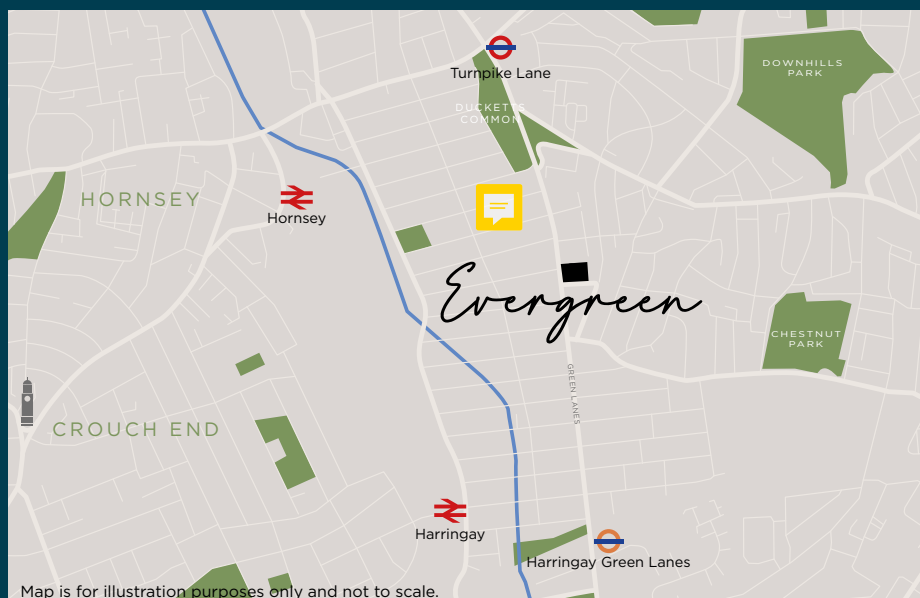 Turnpike Lane
DOWNHILLS
PARK
DUCKETTS
COMMON
HORNSEY
Hornsey
Evergreen
CHESTNUT
PARK
GREEN LANES
CROUCH END
Harringay
Harringay Green Lanes
Map is for illustration purposes only and not to scale.